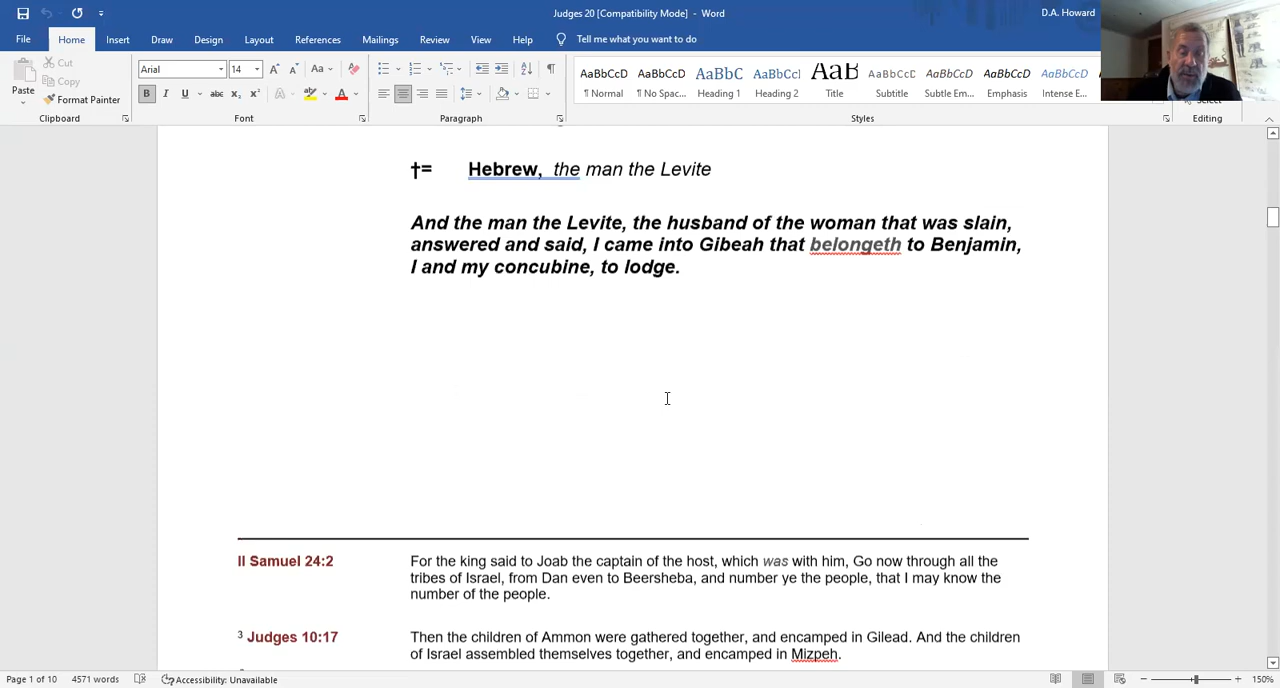 Judges 20 [Compatibility Mode] - Word
D.A. Howard
File Home Insert Draw Design Layout References Mailings Review View Help Tell me what you want to do
Paste
Cut
Copy
Format Painter
Clipboard
Arial 14 Aa
B I U abc x₂ x² A A
Font
Paragraph
AaBbCcD AaBbCcD AaBbC AaBbCcI AaB AaBbCcD AaBbCcD AaBbCcD AaBbCcD
¶ Normal ¶ No Spac... Heading 1 Heading 2 Title Subtitle Subtle Em... Emphasis Intense E...
Styles
Select
Editing
†= Hebrew, the man the Levite
And the man the Levite, the husband of the woman that was slain,
answered and said, I came into Gibeah that belongeth to Benjamin,
I and my concubine, to lodge.
II Samuel 24:2 For the king said to Joab the captain of the host, which was with him, Go now through all the
tribes of Israel, from Dan even to Beersheba, and number ye the people, that I may know the
number of the people.
3 Judges 10:17 Then the children of Ammon were gathered together, and encamped in Gilead. And the children
of Israel assembled themselves together, and encamped in Mizpeh.
Page 1 of 10 4571 words Accessibility: Unavailable 150%